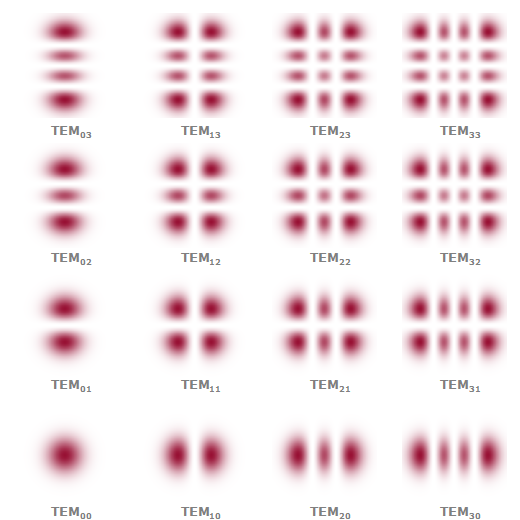 TEM₀₃ TEM₁₃ TEM₂₃ TEM₃₃
TEM₀₂ TEM₁₂ TEM₂₂ TEM₃₂
TEM₀₁ TEM₁₁ TEM₂₁ TEM₃₁
TEM₀₀ TEM₁₀ TEM₂₀ TEM₃₀